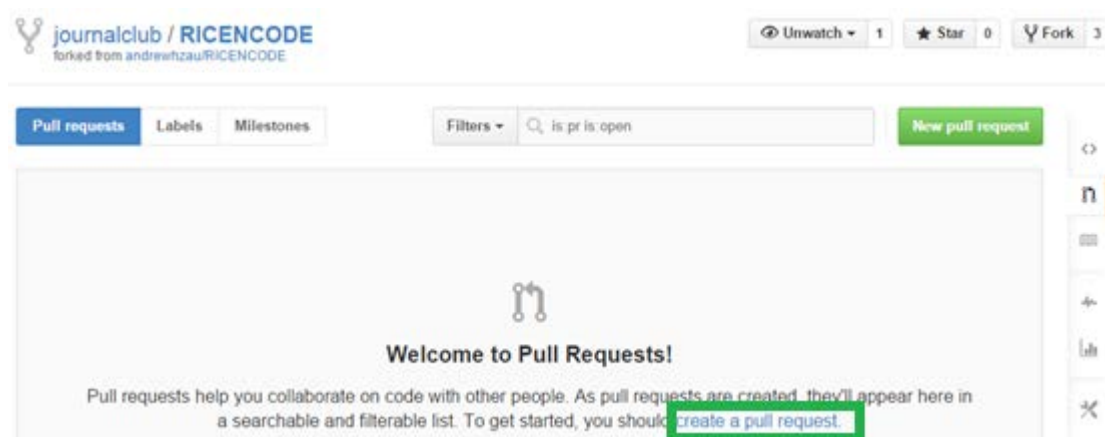 journalclub / RICENCODE
forked from andrewhzau/RICENCODE
Unwatch 1 Star 0 Fork 3
Pull requests Labels Milestones Filters is:pr is:open New pull request
Welcome to Pull Requests!
Pull requests help you collaborate on code with other people. As pull requests are created, they'll appear here in
a searchable and filterable list. To get started, you should create a pull request.